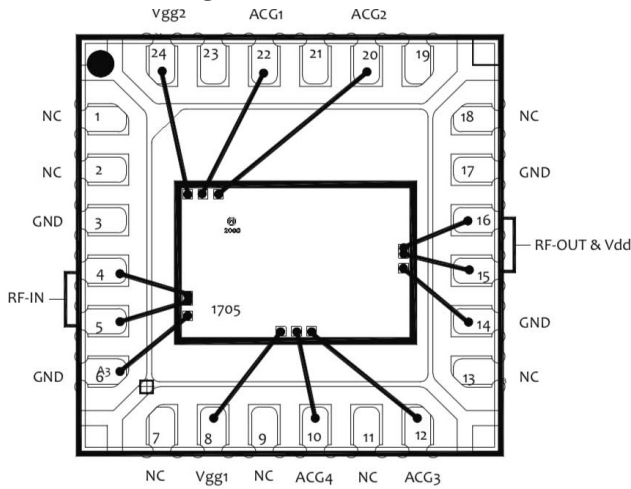 Vgg2 ACG1 ACG2
24 23 22 21 20 19
NC 1 18 NC
NC 2 17 GND
GND 3 16
RF-OUT & Vdd
4 15
RF-IN
5 14 GND
GND 6 A3 13 NC
1705
7 8 9 10 11 12
NC Vgg1 NC ACG4 NC ACG3